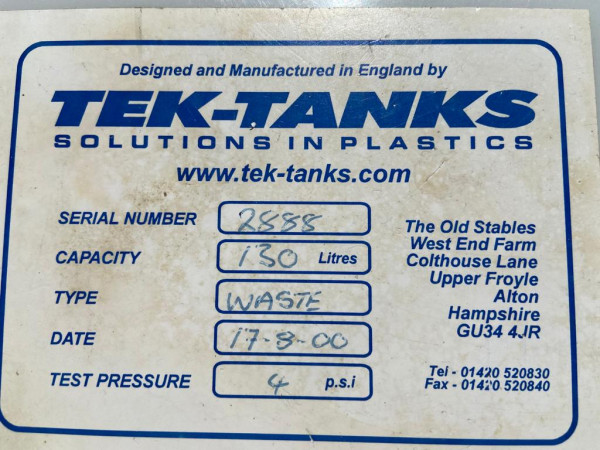 Designed and Manufactured in England by
TEK-TANKS
SOLUTIONS IN PLASTICS
www.tek-tanks.com
SERIAL NUMBER 2888
CAPACITY 130 Litres
TYPE WASTE
DATE 17-8-00
TEST PRESSURE 4 p.s.i
The Old Stables
West End Farm
Colthouse Lane
Upper Froyle
Alton
Hampshire
GU34 4JR
Tel - 01420 520830
Fax - 01420 520840